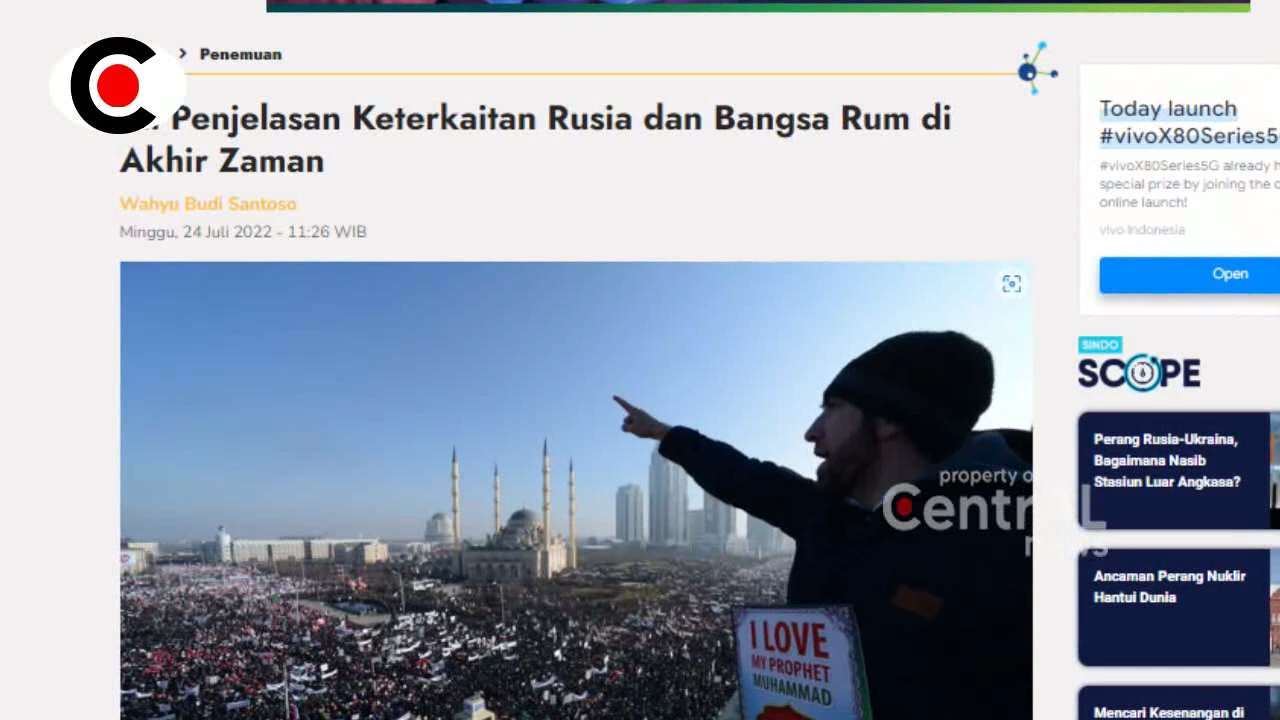 > Penemuan
Penjelasan Keterkaitan Rusia dan Bangsa Rum di
Akhir Zaman
Wahyu Budi Santoso
Minggu, 24 Juli 2022 - 11:26 WIB
Today launch
#vivoX80Series5
#vivoX80Series5G already h
special prize by joining the
online launch!
vivo Indonesia
Open
SINDO
SCOPE
Perang Rusia-Ukraina,
Bagaimana Nasib
Stasiun Luar Angkasa?
Ancaman Perang Nuklir
Hantui Dunia
Mencari Kesenangan di
property o
CentraL
news
I LOVE
MY PROPHET
MUHAMMAD